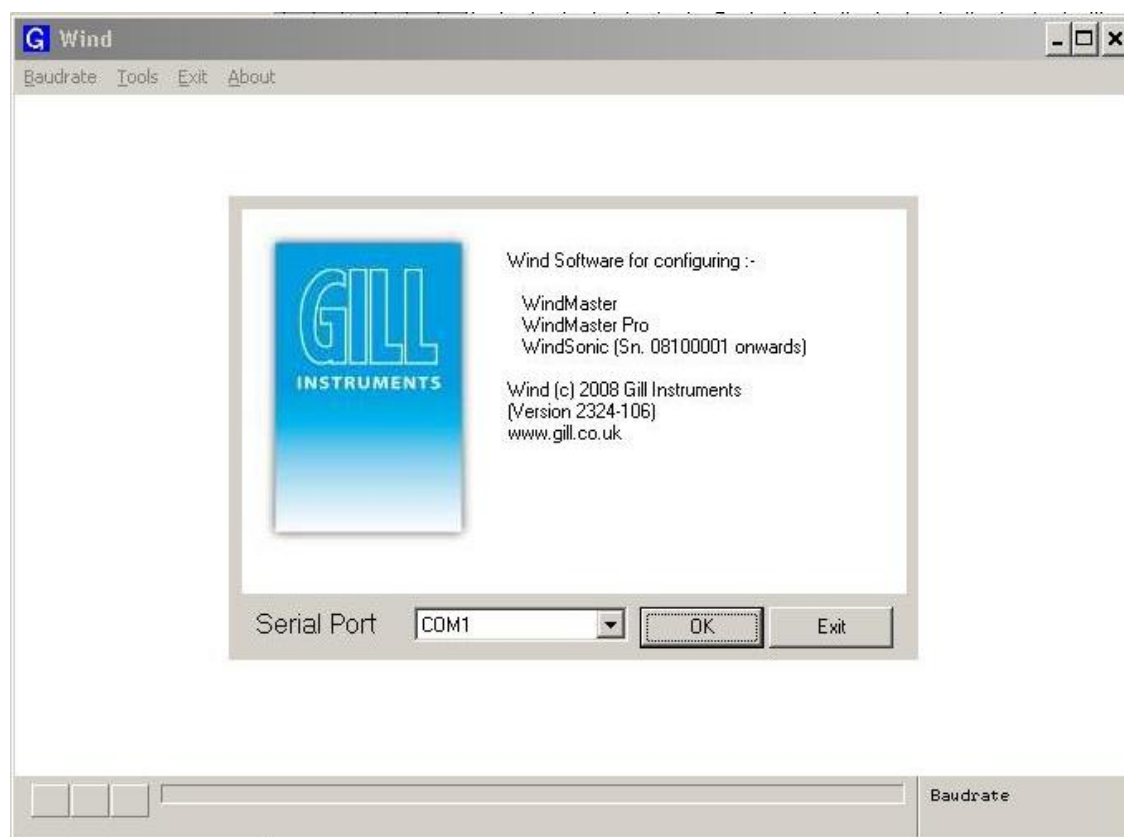 G Wind
Baudrate Tools Exit About
GILL
INSTRUMENTS
Wind Software for configuring :-
WindMaster
WindMaster Pro
WindSonic (Sn. 08100001 onwards)
Wind (c) 2008 Gill Instruments
(Version 2324-106)
www.gill.co.uk
Serial Port COM1 OK Exit
Baudrate